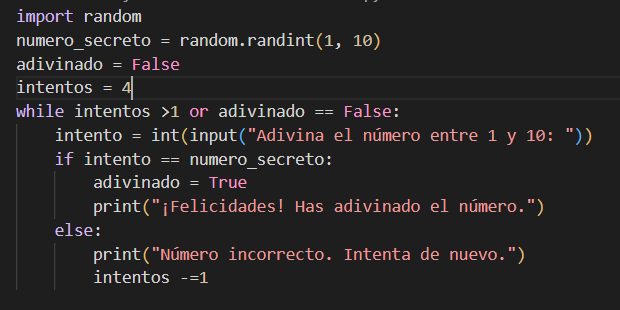 import random
numero_secreto = random.randint(1, 10)
adivinado = False
intentos = 4
while intentos >1 or adivinado == False:
    intento = int(input("Adivina el número entre 1 y 10: "))
    if intento == numero_secreto:
        adivinado = True
        print("¡Felicidades! Has adivinado el número.")
    else:
        print("Número incorrecto. Intenta de nuevo.")
        intentos -=1